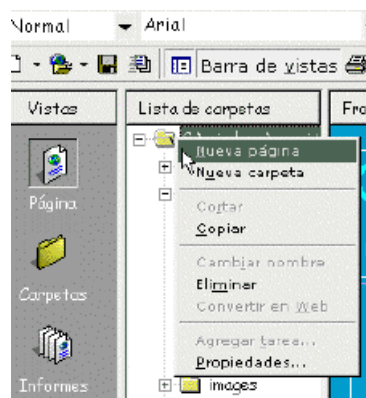 Normal Arial
Barra de vistas
Vistas
Lista de carpetas
Fro
Página
Carpetas
Informes
Nueva página
Nueva carpeta
Cortar
Copiar
Cambiar nombre
Eliminar
Convertir en Web
Agregar tarea...
Propiedades...
images